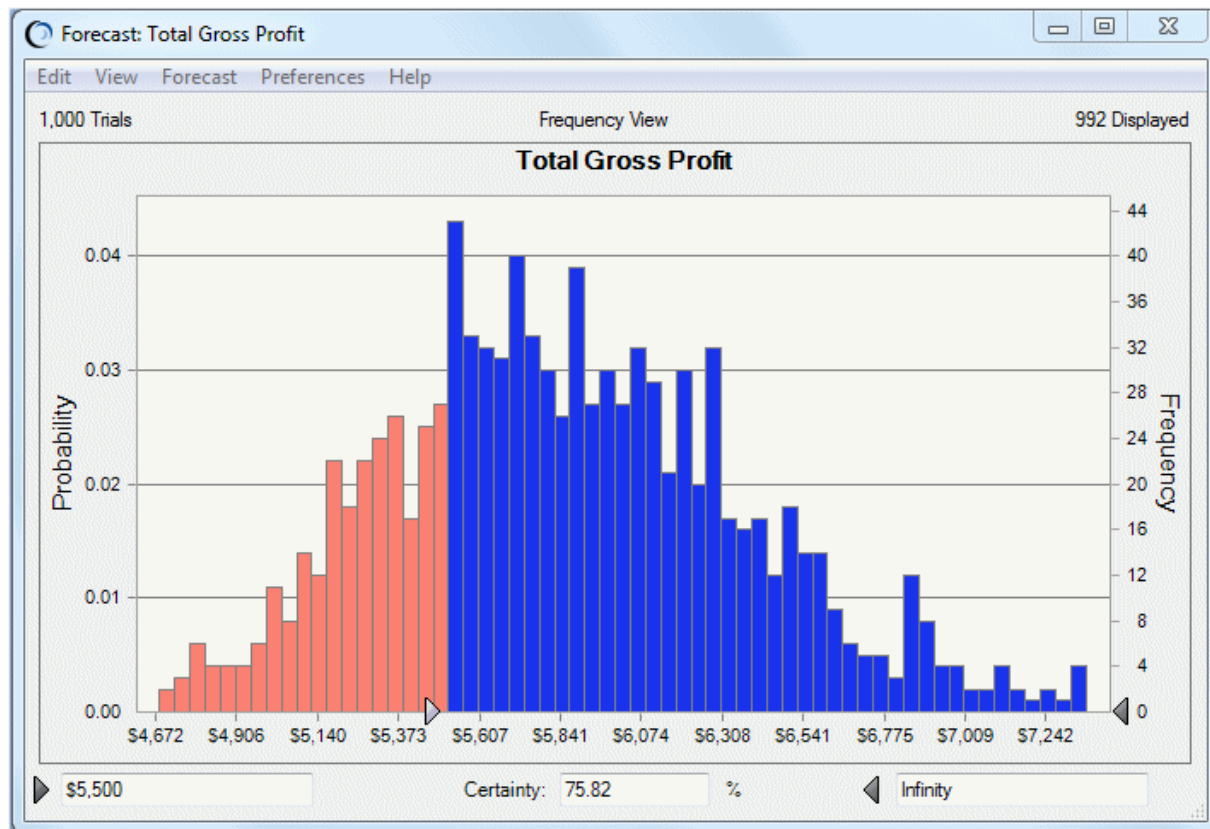 Forecast: Total Gross Profit
Edit View Forecast Preferences Help
1,000 Trials Frequency View 992 Displayed
Total Gross Profit
Probability
0.04
0.03
0.02
0.01
0.00
44
40
36
32
28
24
20
16
12
8
4
0
Frequency
$4,672 $4,906 $5,140 $5,373 $5,607 $5,841 $6,074 $6,308 $6,541 $6,775 $7,009 $7,242
$5,500 Certainty: 75.82 % Infinity